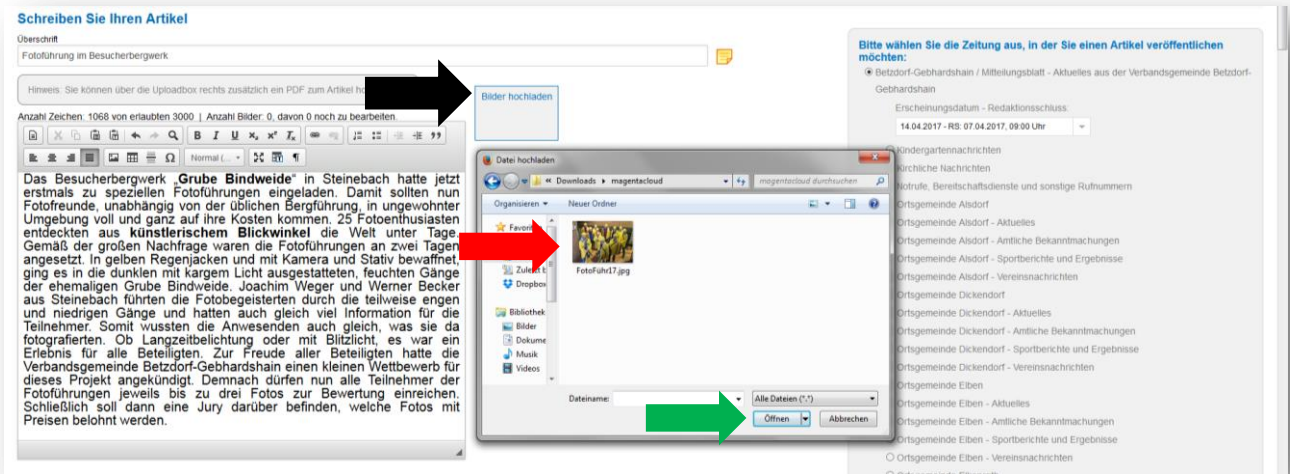 Schreiben Sie Ihren Artikel
Überschrift
Fotoführung im Besucherbergwerk
Hinweis: Sie können über die Uploadbox rechts zusätzlich ein PDF zum Artikel
Anzahl Zeichen: 1068 von erlaubten 3000 | Anzahl Bilder: 0, davon 0 noch zu bearbeiten.
Normal (...
Das Besucherbergwerk „Grube Bindweide“ in Steinebach hatte jetzt
erstmals zu speziellen Fotoführungen eingeladen. Damit sollten nun
Fotofreunde, unabhängig von der üblichen Bergführung, in ungewohnter
Umgebung voll und ganz auf ihre Kosten kommen. 25 Fotoenthusiasten
entdeckten aus künstlerischem Blickwinkel die Welt unter Tage.
Gemäß der großen Nachfrage waren die Fotoführungen an zwei Tagen
angesetzt. In gelben Regenjacken und mit Kamera und Stativ bewaffnet,
ging es in die dunklen mit kargem Licht ausgestatteten, feuchten Gänge
der ehemaligen Grube Bindweide. Joachim Weger und Werner Becker
aus Steinebach führten die Fotobegeisterten durch die teilweise engen
und niedrigen Gänge und hatten auch gleich viel Information für die
Teilnehmer. Somit wussten die Anwesenden auch gleich, was sie da
fotografierten. Ob Langzeitbelichtung oder mit Blitzlicht, es war ein
Erlebnis für alle Beteiligten. Zur Freude aller Beteiligten hatte die
Verbandsgemeinde Betzdorf-Gebhardshain einen kleinen Wettbewerb für
dieses Projekt angekündigt. Demnach dürfen nun alle Teilnehmer der
Fotoführungen jeweils bis zu drei Fotos zur Bewertung einreichen.
Schließlich soll dann eine Jury darüber befinden, welche Fotos mit
Preisen belohnt werden.
Bilder hochladen
Datei hochladen
« Downloads magentacloud
magentacloud durchsuchen
Organisieren
Neuer Ordner
Favori
Zuletzt b
Dropbox
Bibliothek
Bilder
Dokume
Musik
Videos
FotoFühr17.jpg
Dateiname:
Alle Dateien (*.*)
Öffnen
Abbrechen
Bitte wählen Sie die Zeitung aus, in der Sie einen Artikel veröffentlichen
möchten:
Betzdorf-Gebhardshain / Mitteilungsblatt - Aktuelles aus der Verbandsgemeinde Betzdorf-
Gebhardshain
Erscheinungsdatum - Redaktionsschluss:
14.04.2017 - RS: 07.04.2017, 09:00 Uhr
Kindergartennachrichten
Kirchliche Nachrichten
Notrufe, Bereitschaftsdienste und sonstige Rufnummern
Ortsgemeinde Alsdorf
Ortsgemeinde Alsdorf - Aktuelles
Ortsgemeinde Alsdorf - Amtliche Bekanntmachungen
Ortsgemeinde Alsdorf - Sportberichte und Ergebnisse
Ortsgemeinde Alsdorf - Vereinsnachrichten
Ortsgemeinde Dickendorf
Ortsgemeinde Dickendorf - Aktuelles
Ortsgemeinde Dickendorf - Amtliche Bekanntmachungen
Ortsgemeinde Dickendorf - Sportberichte und Ergebnisse
Ortsgemeinde Dickendorf - Vereinsnachrichten
Ortsgemeinde Elben
Ortsgemeinde Elben - Aktuelles
Ortsgemeinde Elben - Amtliche Bekanntmachungen
Ortsgemeinde Elben - Sportberichte und Ergebnisse
Ortsgemeinde Elben - Vereinsnachrichten